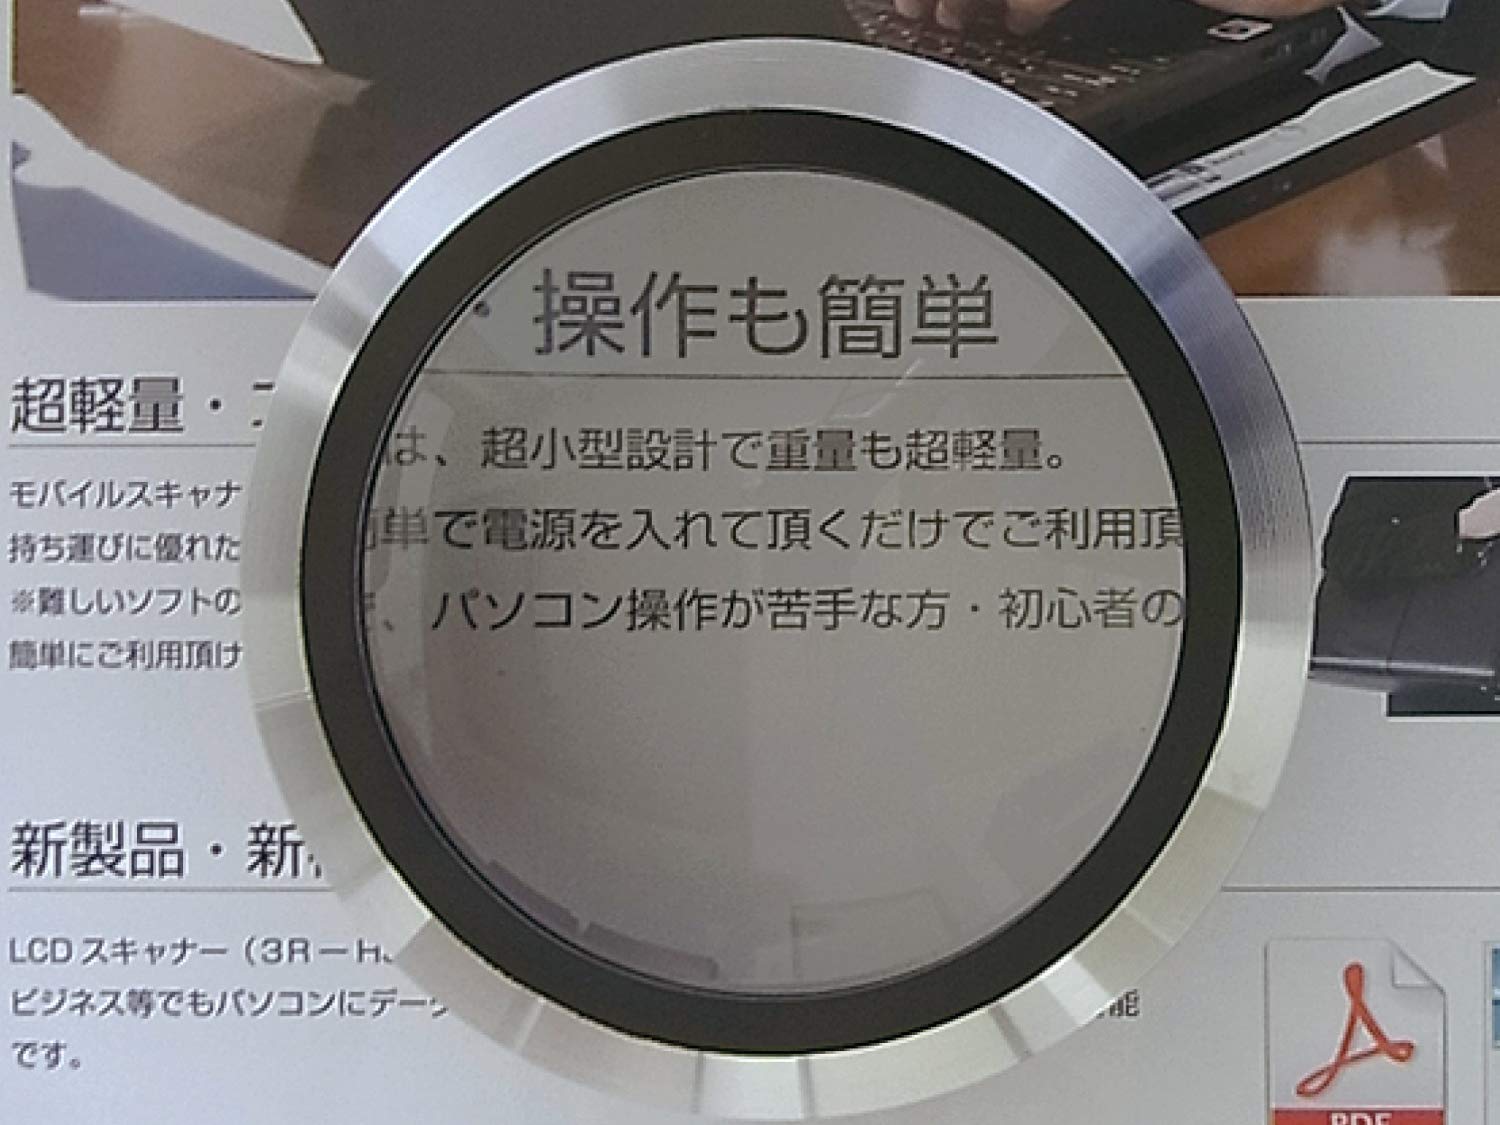 超軽量・
・操作も簡単
モバイルスキャナ
は、超小型設計で重量も超軽量。
持ち運びに優れた
単で電源を入れて頂くだけでご利用頂
※難しいソフトの
、パソコン操作が苦手な方・初心者の
簡単にご利用頂け
新製品・新
LCDスキャナー（3R－H
ビジネス等でもパソコンにデー
能
です。
PDF